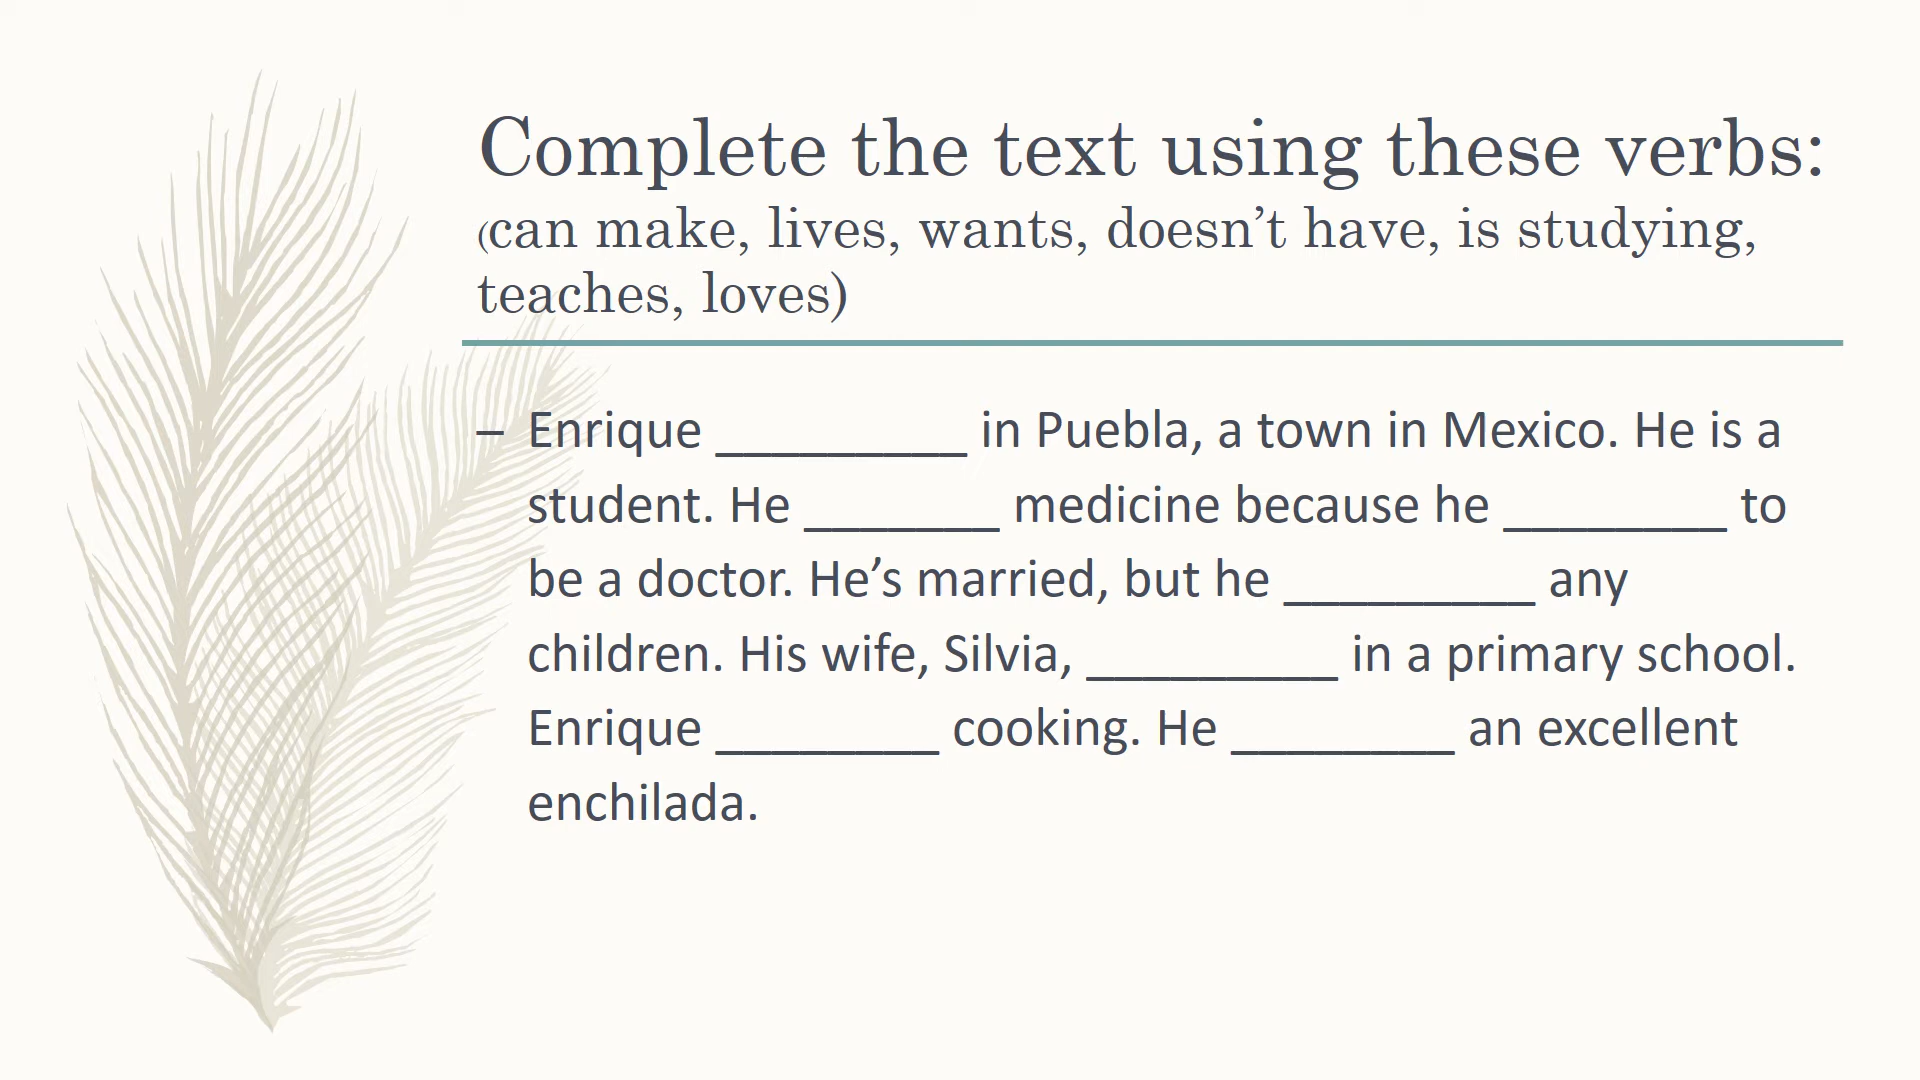 Complete the text using these verbs:
(can make, lives, wants, doesn’t have, is studying,
teaches, loves)
– Enrique _________ in Puebla, a town in Mexico. He is a
student. He _______ medicine because he ________ to
be a doctor. He’s married, but he _________ any
children. His wife, Silvia, _________ in a primary school.
Enrique ________ cooking. He ________ an excellent
enchilada.